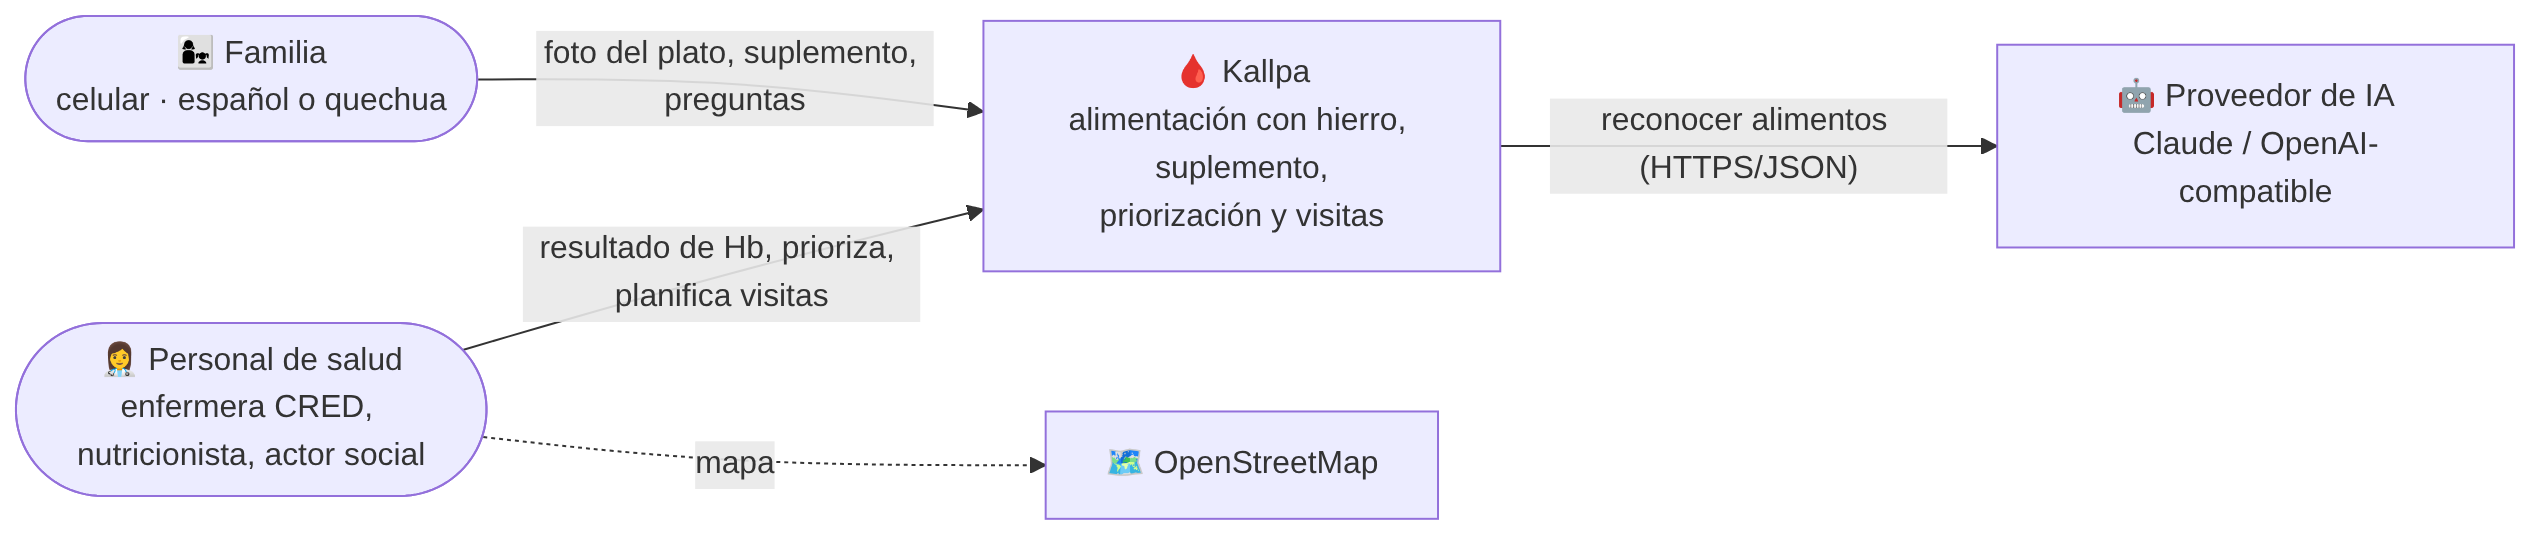 Familia
celular · español o quechua
foto del plato, suplemento,
preguntas
Kallpa
alimentación con hierro,
suplemento,
priorización y visitas
reconocer alimentos
(HTTPS/JSON)
Proveedor de IA
Claude / OpenAI-
compatible
resultado de Hb, prioriza,
planifica visitas
Personal de salud
enfermera CRED,
nutricionista, actor social
mapa
OpenStreetMap